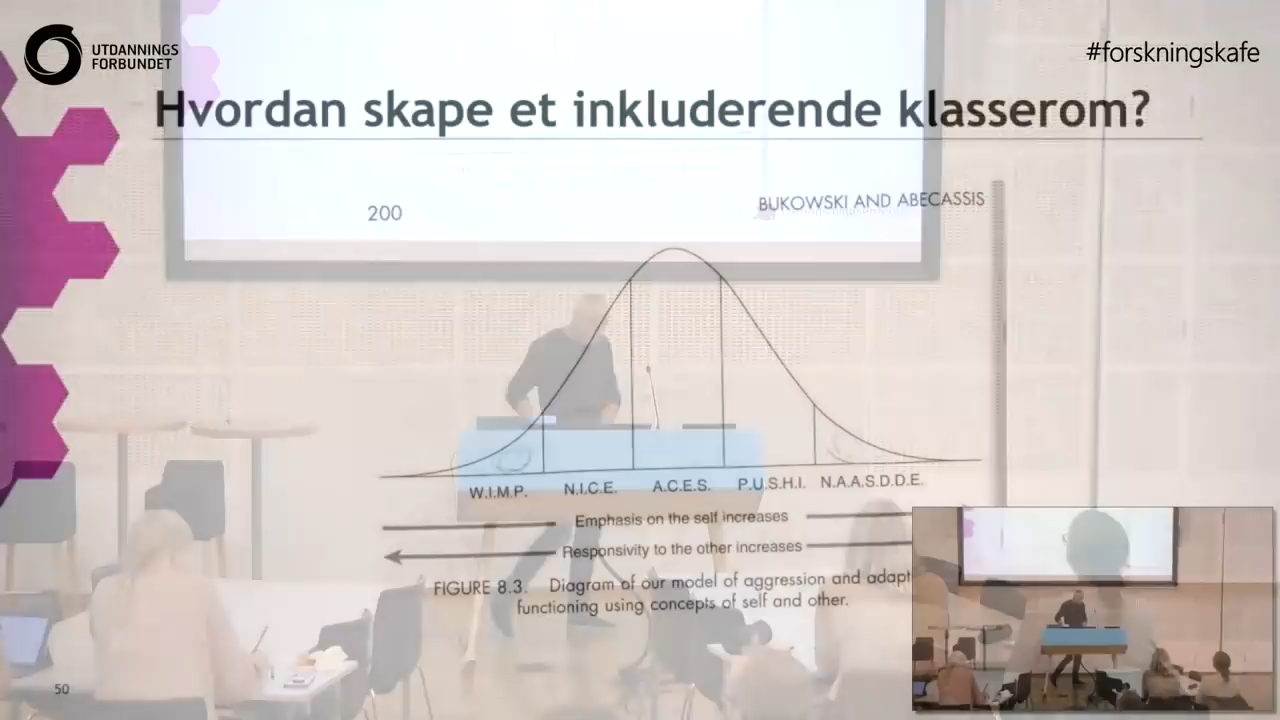 UTDANNINGS
FORBUNDET
#forskningskafe
Hvordan skape et inkluderende klasserom?
200
BUKOWSKI AND ABECASSIS
W.I.M.P. N.I.C.E. A.C.E.S. P.U.S.H.I. N.A.A.S.D.D.E.
Emphasis on the self increases
Responsivity to the other increases
FIGURE 8.3. Diagram of our model of aggression and adapt
functioning using concepts of self and other.
50